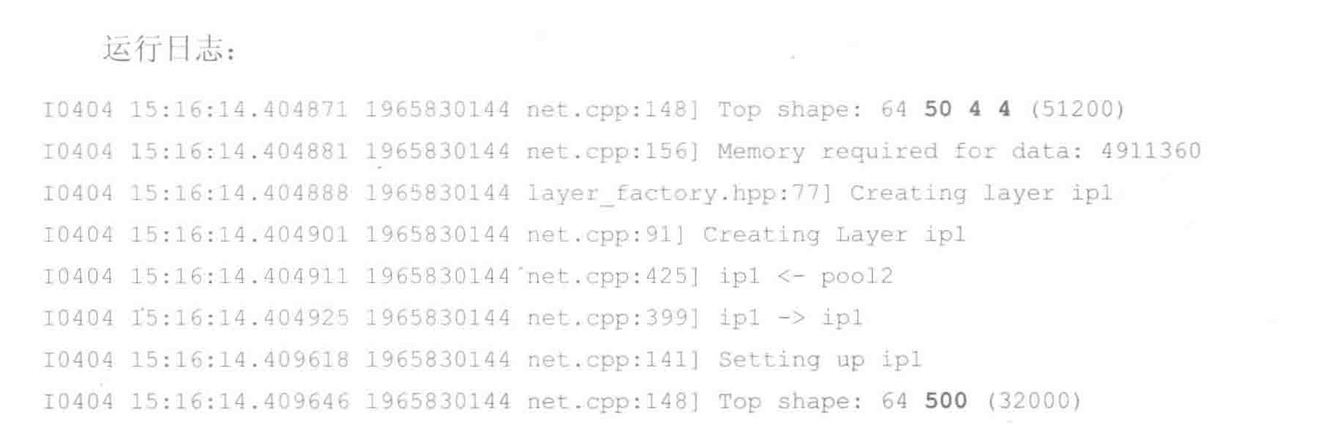 运行日志：
I0404 15:16:14.404871 1965830144 net.cpp:148] Top shape: 64 50 4 4 (51200)
I0404 15:16:14.404881 1965830144 net.cpp:156] Memory required for data: 4911360
I0404 15:16:14.404888 1965830144 layer_factory.hpp:77] Creating layer ip1
I0404 15:16:14.404901 1965830144 net.cpp:91] Creating Layer ip1
I0404 15:16:14.404911 1965830144 net.cpp:425] ip1 <- pool2
I0404 15:16:14.404925 1965830144 net.cpp:399] ip1 -> ip1
I0404 15:16:14.409618 1965830144 net.cpp:141] Setting up ip1
I0404 15:16:14.409646 1965830144 net.cpp:148] Top shape: 64 500 (32000)